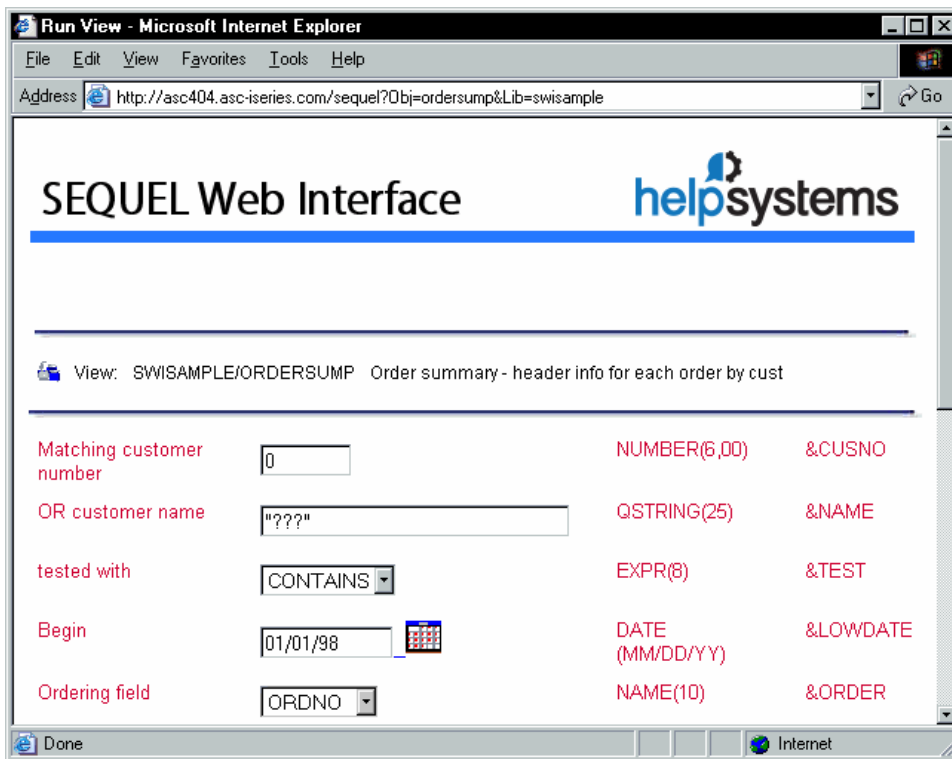 Run View - Microsoft Internet Explorer
File Edit View Favorites Tools Help
Address http://asc404.asc-iseries.com/sequel?Obj=ordersump&Lib=swisample Go
SEQUEL Web Interface
helpsystems
View: SWISAMPLE/ORDERSUMP Order summary - header info for each order by cust
Matching customer number 0 NUMBER(6,00) &CUSNO
OR customer name "???" QSTRING(25) &NAME
tested with CONTAINS EXPR(8) &TEST
Begin 01/01/98 DATE (MM/DD/YY) &LOWDATE
Ordering field ORDNO NAME(10) &ORDER
Done Internet